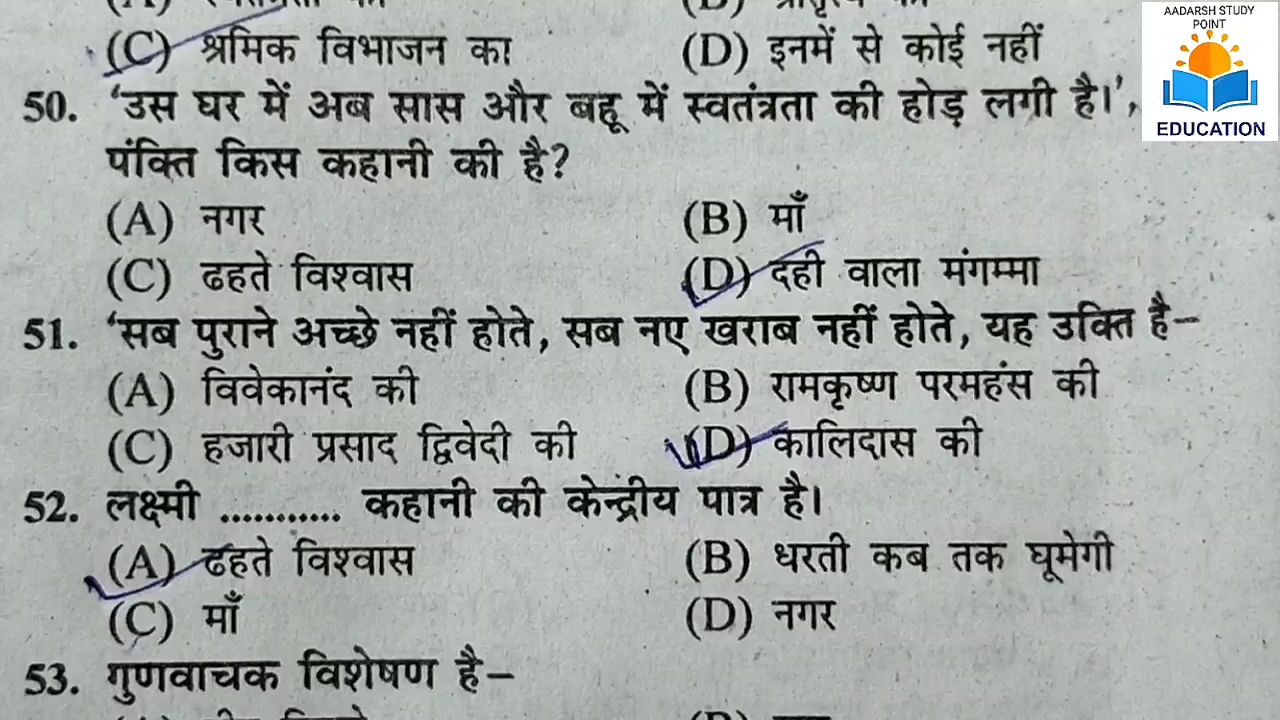 (C) श्रमिक विभाजन का (D) इनमें से कोई नहीं
AADARSH STUDY
POINT
EDUCATION
50. ‘उस घर में अब सास और बहू में स्वतंत्रता की होड़ लगी है।’,
पंक्ति किस कहानी की है?
(A) नगर (B) माँ
(C) ढहते विश्वास (D) दही वाला मंगम्मा
51. ‘सब पुराने अच्छे नहीं होते, सब नए खराब नहीं होते, यह उक्ति है–
(A) विवेकानंद की (B) रामकृष्ण परमहंस की
(C) हजारी प्रसाद द्विवेदी की (D) कालिदास की
52. लक्ष्मी ........... कहानी की केन्द्रीय पात्र है।
(A) ढहते विश्वास (B) धरती कब तक घूमेगी
(C) माँ (D) नगर
53. गुणवाचक विशेषण है–